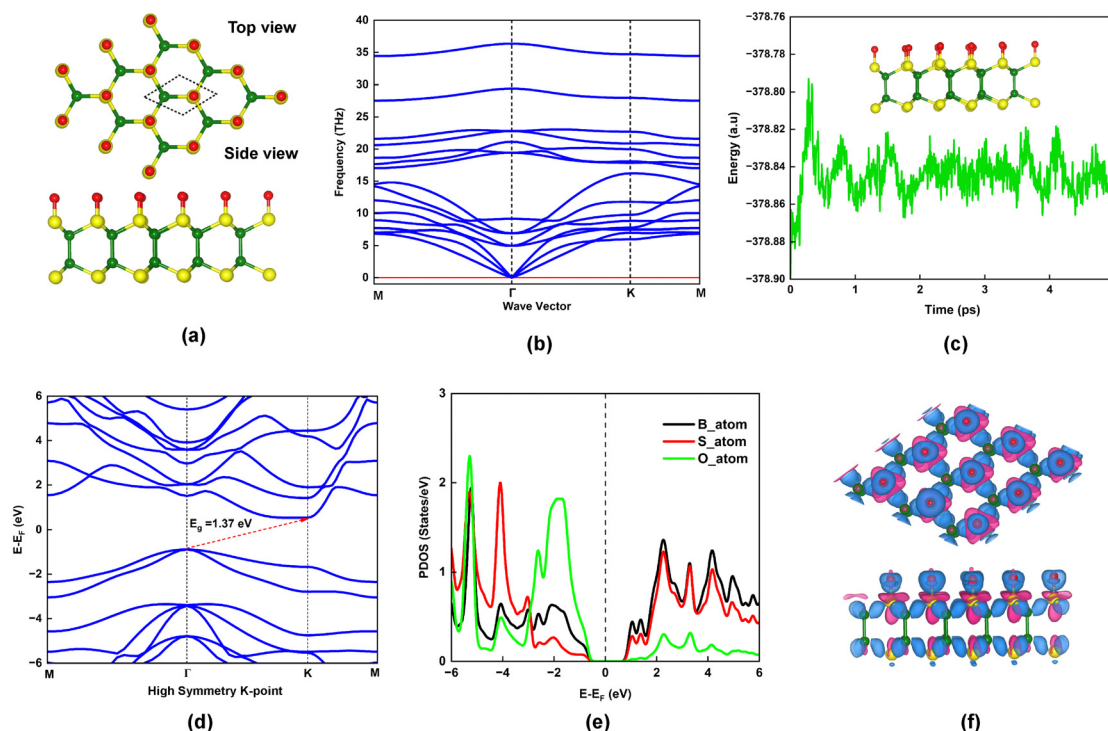 Top view
Side view
(a)
40
35
30
25
20
15
10
5
0
Frequency (THz)
M
Γ
K
M
Wave Vector
(b)
−378.76
−378.78
−378.80
−378.82
−378.84
−378.86
−378.88
−378.90
Energy (a.u)
0
1
2
3
4
Time (ps)
(c)
6
4
2
0
−2
−4
−6
E-EF (eV)
Eg =1.37 eV
M
Γ
K
M
High Symmetry K-point
(d)
3
2
1
0
PDOS (States/eV)
B_atom
S_atom
O_atom
−6
−4
−2
0
2
4
6
E-EF (eV)
(e)
(f)